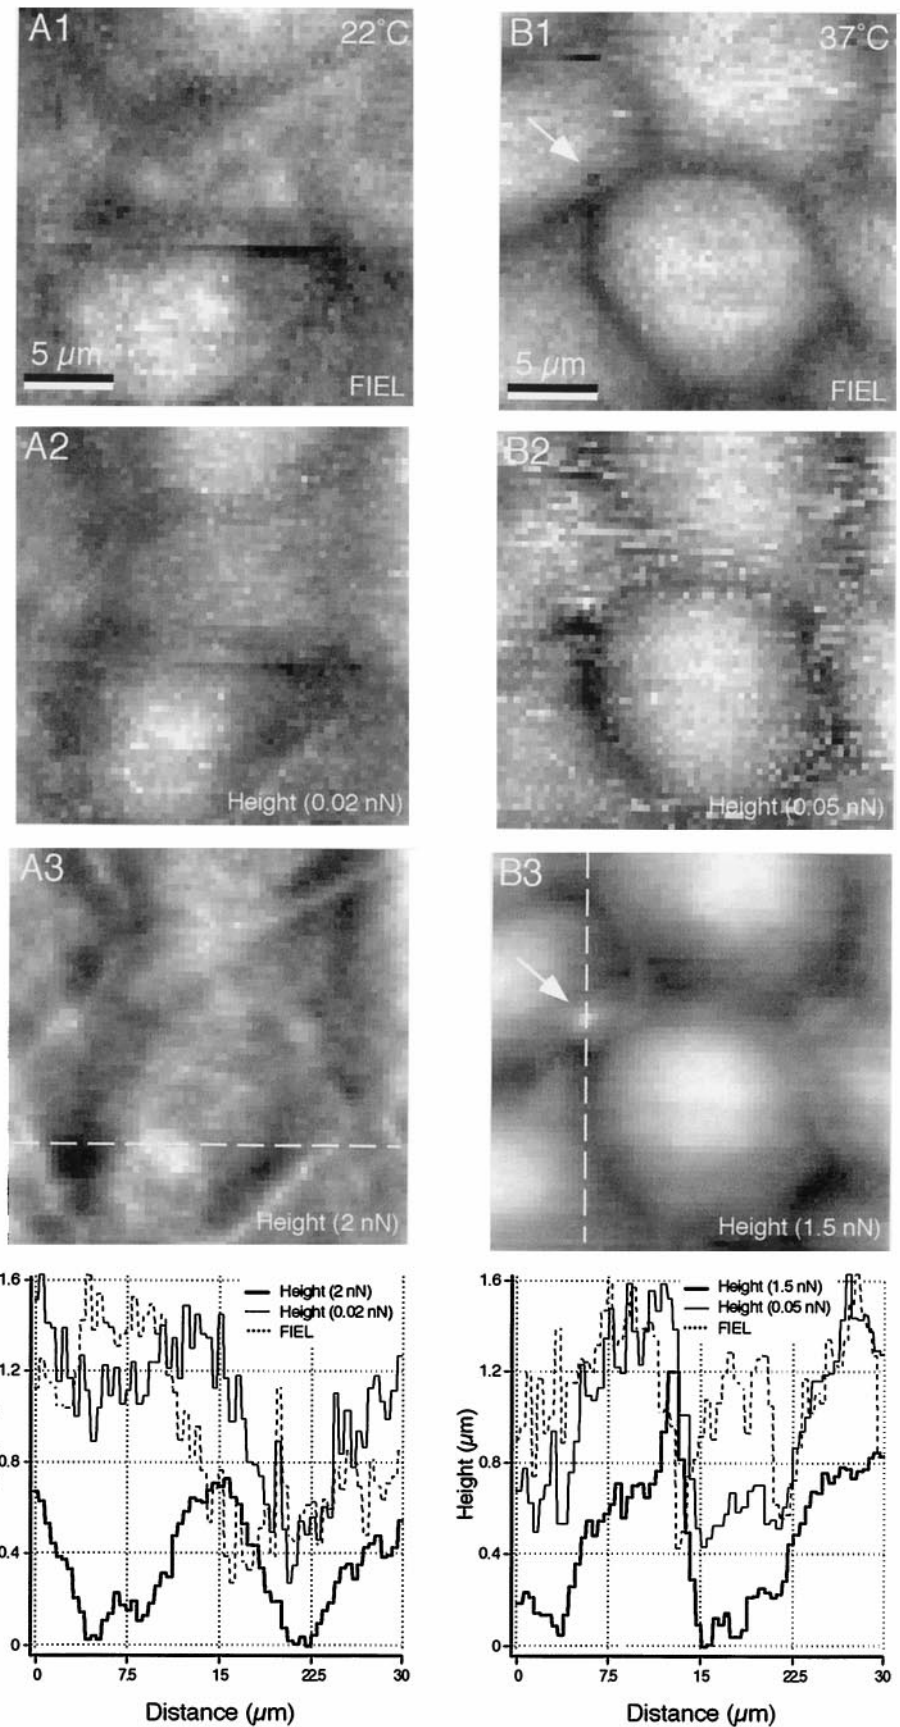 A1 22°C
5 µm
FIEL
B1 37°C
5 µm
FIEL
A2
Height (0.02 nN)
B2
Height (0.05 nN)
A3
Height (2 nN)
B3
Height (1.5 nN)
Height (2 nN)
Height (0.02 nN)
FIEL
1.6
1.2
0.8
0.4
0
0 7.5 15 22.5 30
Distance (µm)
Height (1.5 nN)
Height (0.05 nN)
FIEL
Height (µm)
1.6
1.2
0.8
0.4
0
0 7.5 15 22.5 30
Distance (µm)